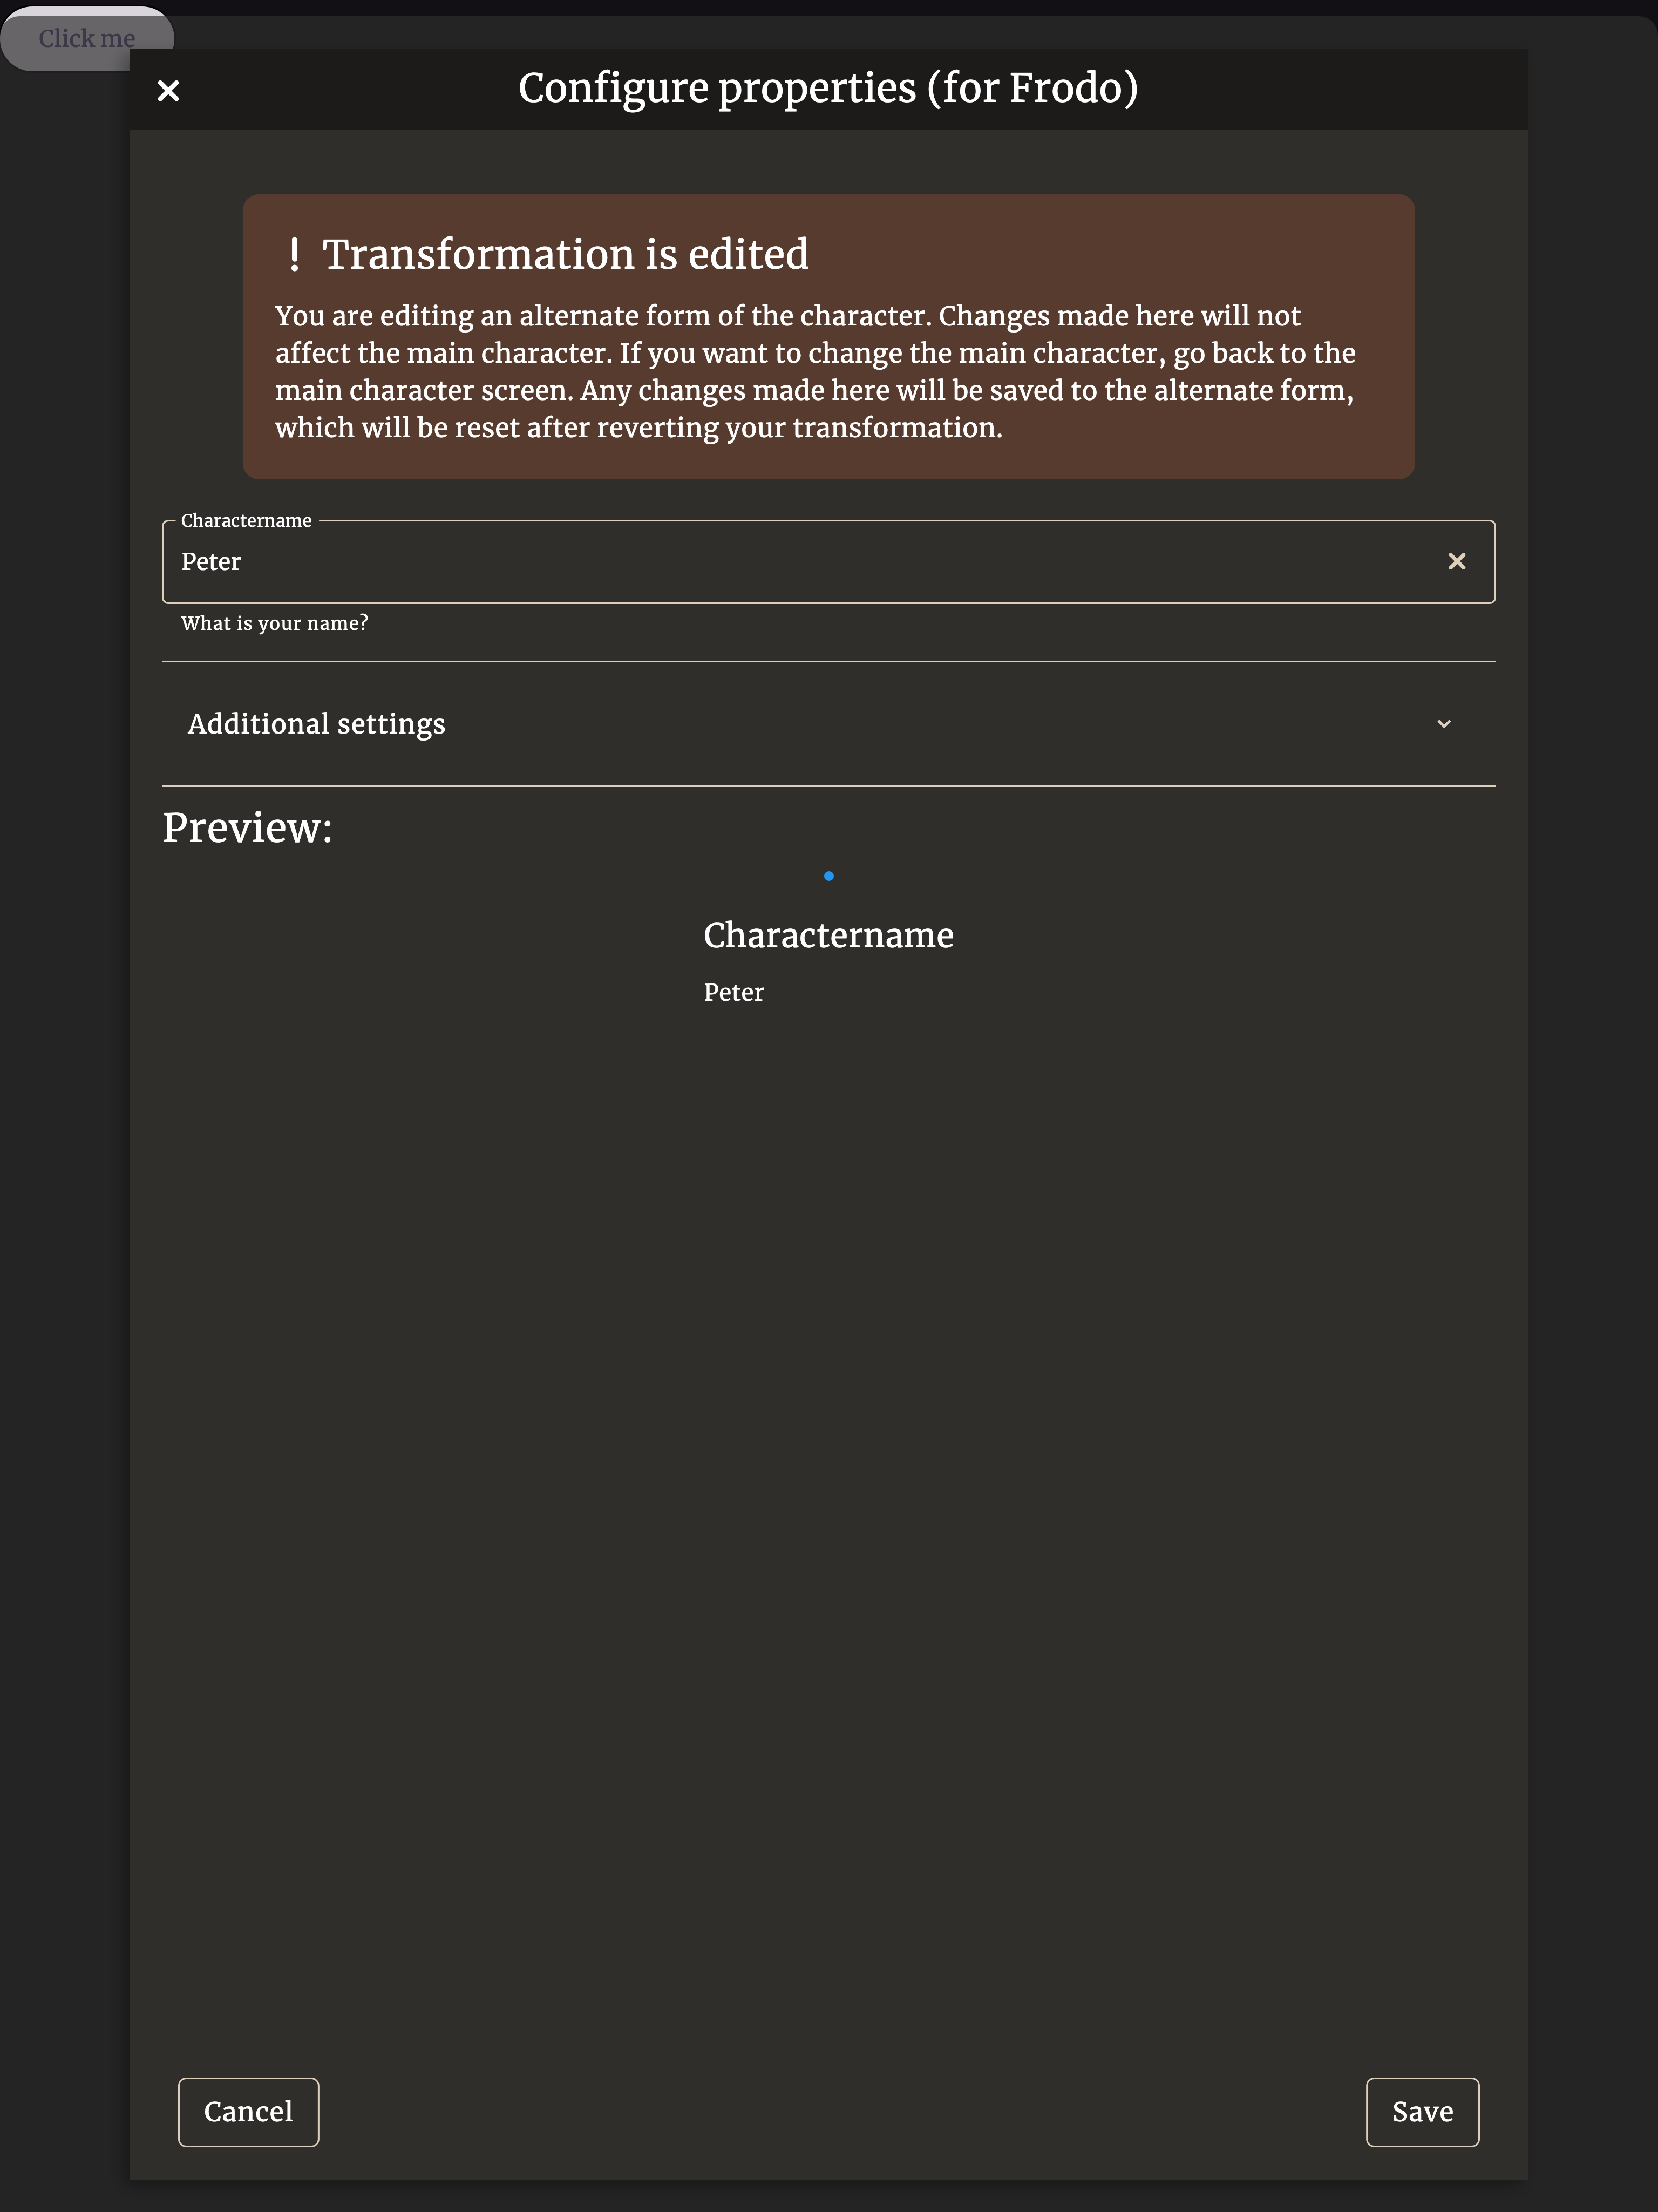 Click me
Configure properties (for Frodo)
! Transformation is edited
You are editing an alternate form of the character. Changes made here will not
affect the main character. If you want to change the main character, go back to the
main character screen. Any changes made here will be saved to the alternate form,
which will be reset after reverting your transformation.
Charactername
Peter
What is your name?
Additional settings
Preview:
Charactername
Peter
Cancel
Save